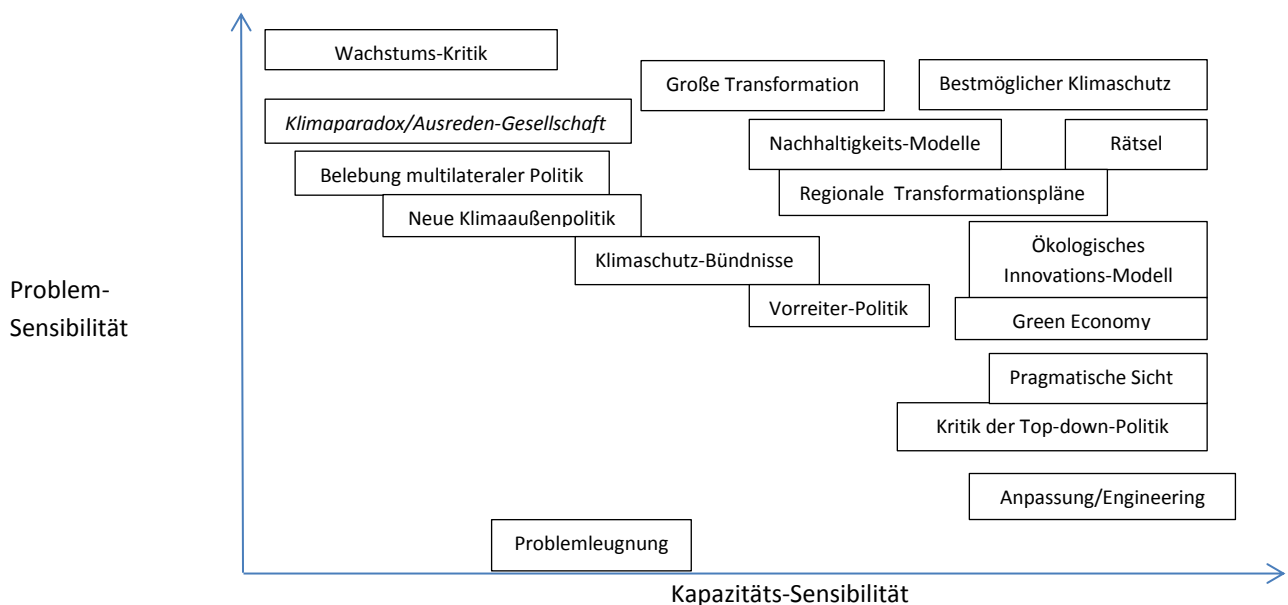 Wachstums-Kritik
Große Transformation
Bestmöglicher Klimaschutz
Klimaparadox/Ausreden-Gesellschaft
Nachhaltigkeits-Modelle
Rätsel
Belebung multilateraler Politik
Regionale Transformationspläne
Neue Klimaaußenpolitik
Klimaschutz-Bündnisse
Ökologisches
Innovations-Modell
Problem-
Sensibilität
Vorreiter-Politik
Green Economy
Pragmatische Sicht
Kritik der Top-down-Politik
Anpassung/Engineering
Problemleugnung
Kapazitäts-Sensibilität